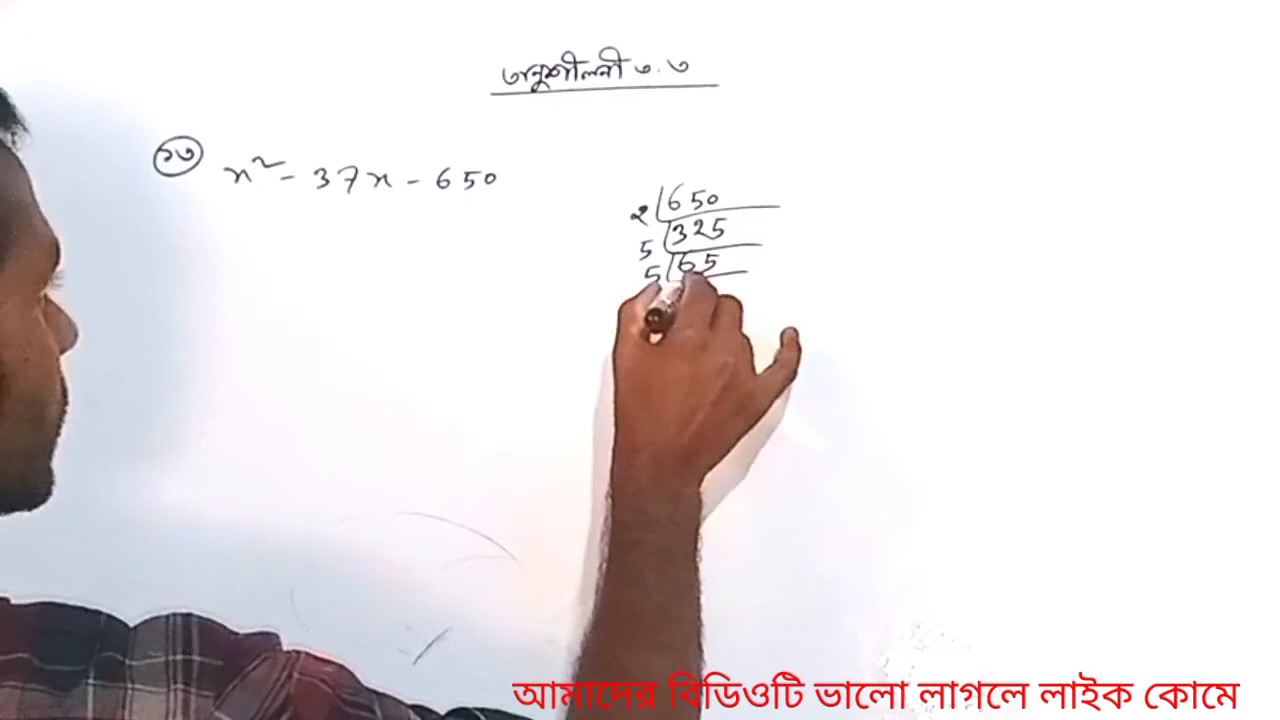 অনুশীলনী ৩.৩
১৩ x² - 37x - 650
2 650
5 325
5 65
আমাদের বিডিওটি ভালো লাগলে লাইক কোমে